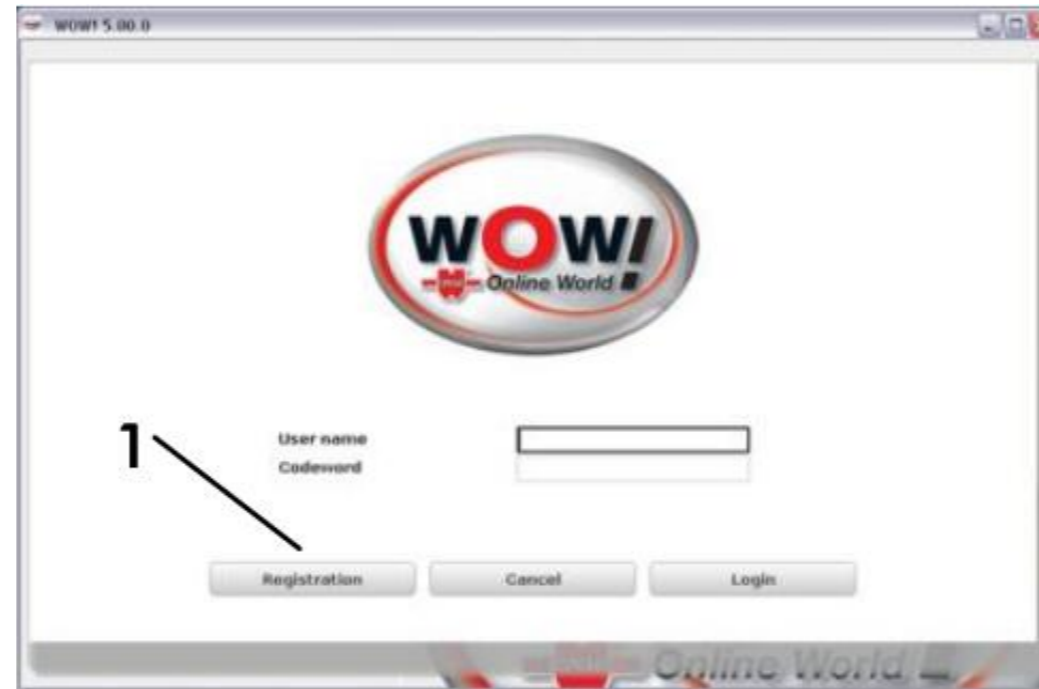 WOW! 5.00.0
WOW!
Online World
1
User name
Codeword
Registration
Cancel
Login
Online World